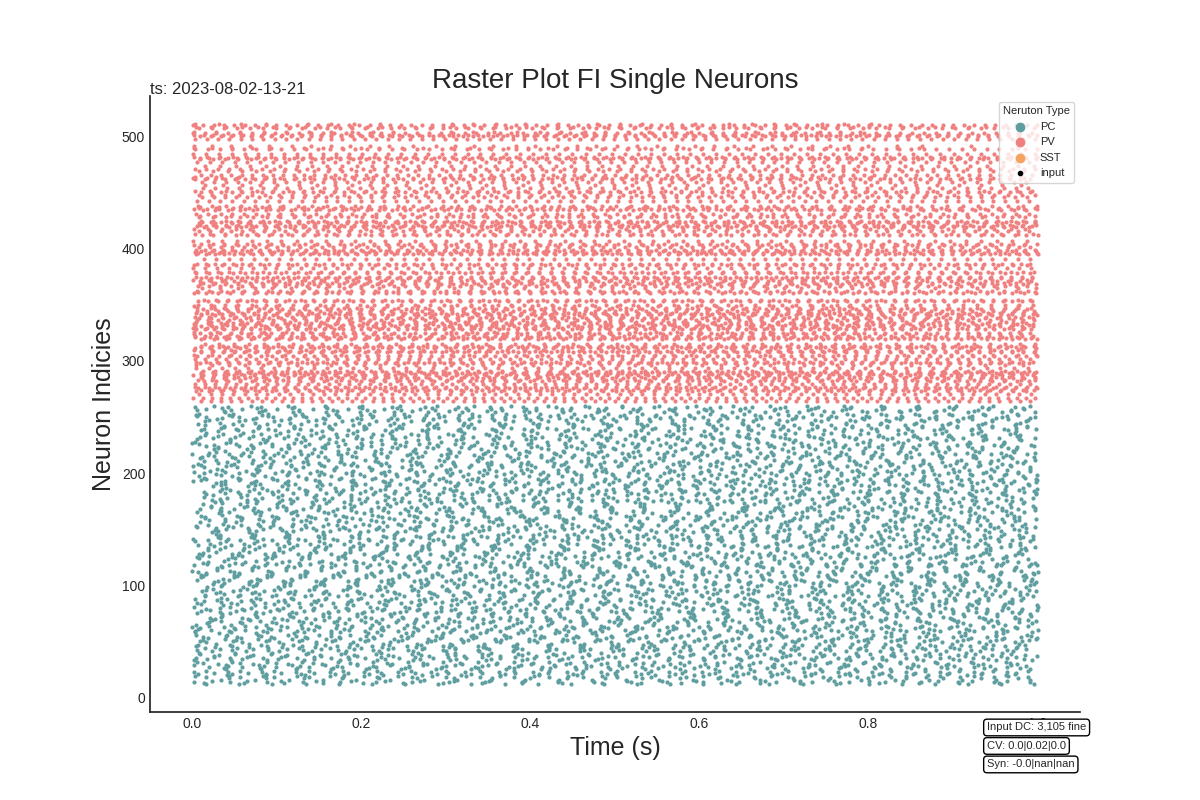 Raster Plot FI Single Neurons
ts: 2023-08-02-13-21
Neruton Type
PC
PV
SST
input
500
400
300
200
100
0
Neuron Indicies
0.0 0.2 0.4 0.6 0.8
Time (s)
Input DC: 3,105 fine
CV: 0.0|0.02|0.0
Syn: -0.0|nan|nan